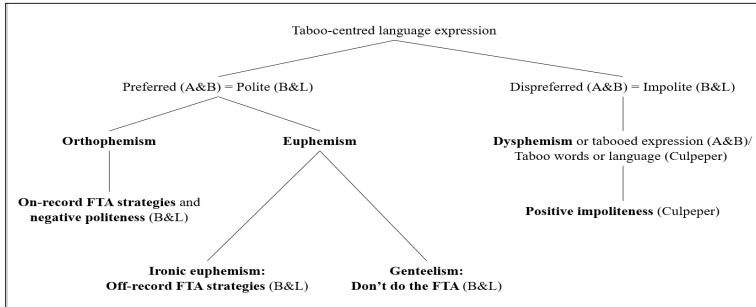 Taboo-centred language expression
Preferred (A&B) = Polite (B&L)
Dispreferred (A&B) = Impolite (B&L)
Orthophemism
Euphemism
Dysphemism or tabooed expression (A&B)/
Taboo words or language (Culpeper)
On-record FTA strategies and
negative politeness (B&L)
Positive impoliteness (Culpeper)
Ironic euphemism:
Off-record FTA strategies (B&L)
Genteelism:
Don't do the FTA (B&L)